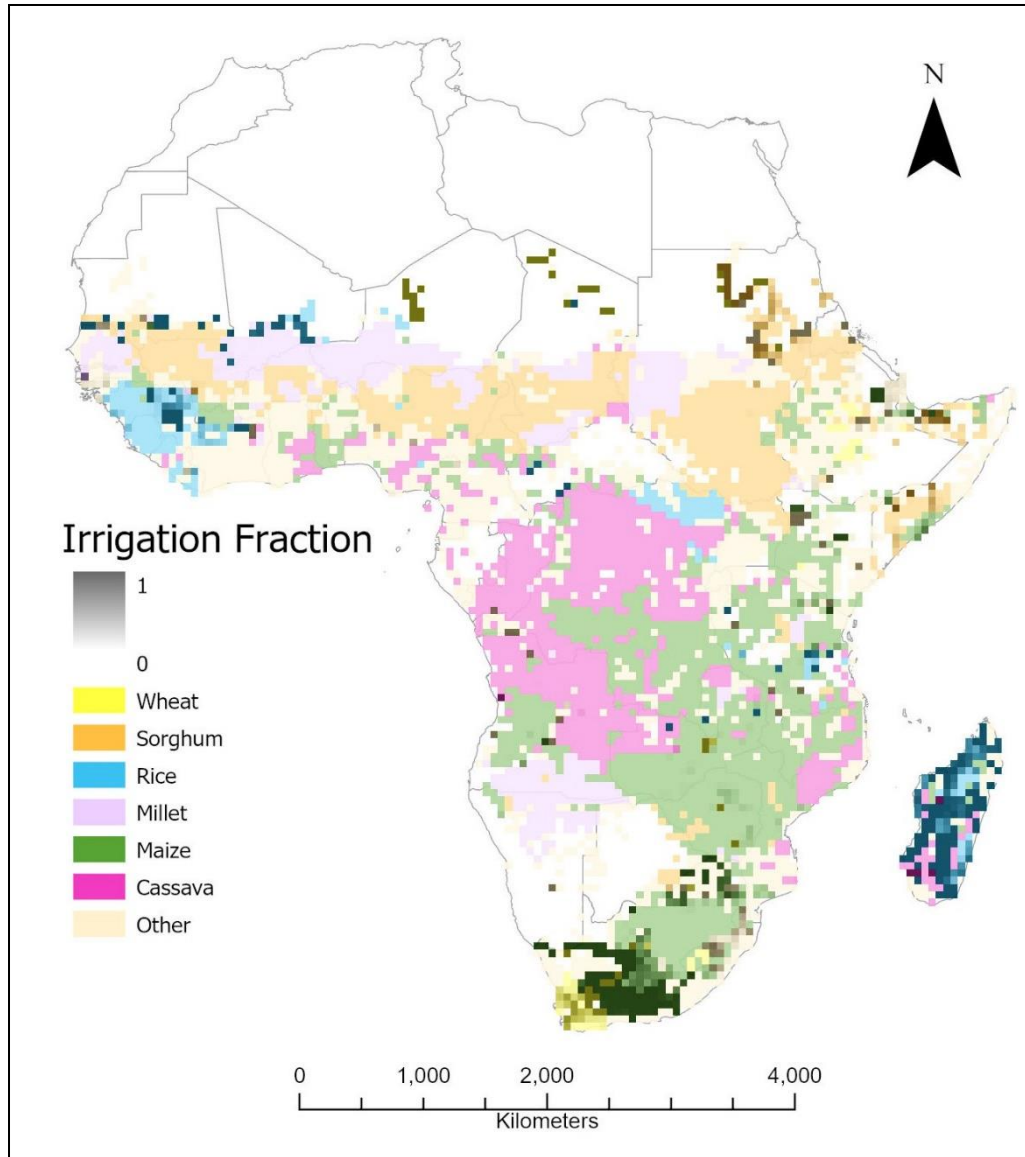 N
Irrigation Fraction
1
0
Wheat
Sorghum
Rice
Millet
Maize
Cassava
Other
0 1,000 2,000 4,000
Kilometers